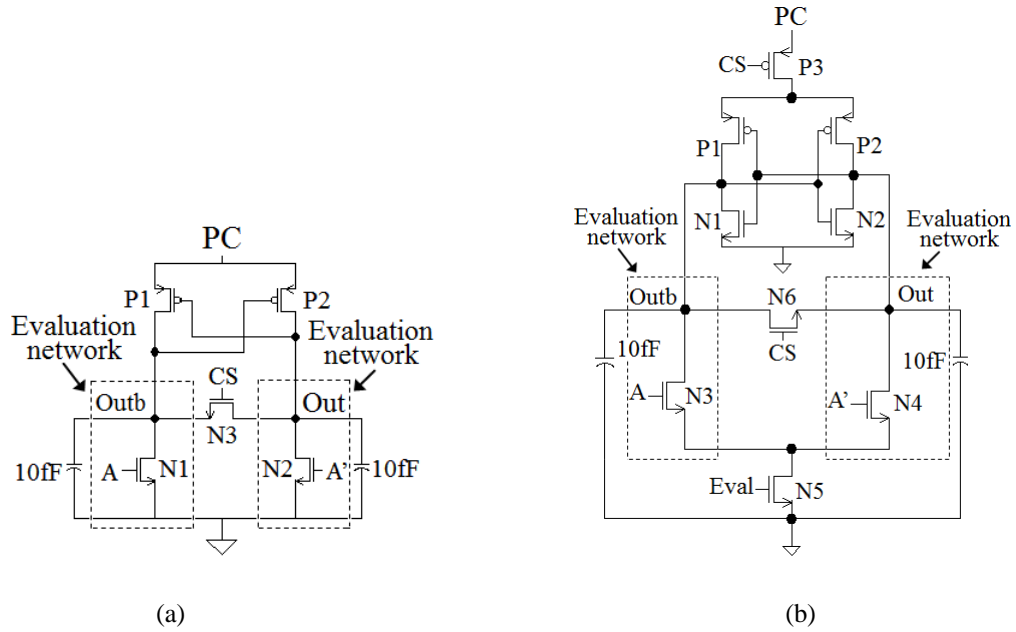 PC
P1
P2
Evaluation
network
Evaluation
network
CS
Outb
Out
N3
10fF
A
N1
N2
A'
10fF
(a)
PC
CS
P3
P1
P2
N1
N2
Evaluation
network
Evaluation
network
Outb
N6
Out
10fF
CS
10fF
A
N3
A'
N4
Eval
N5
(b)